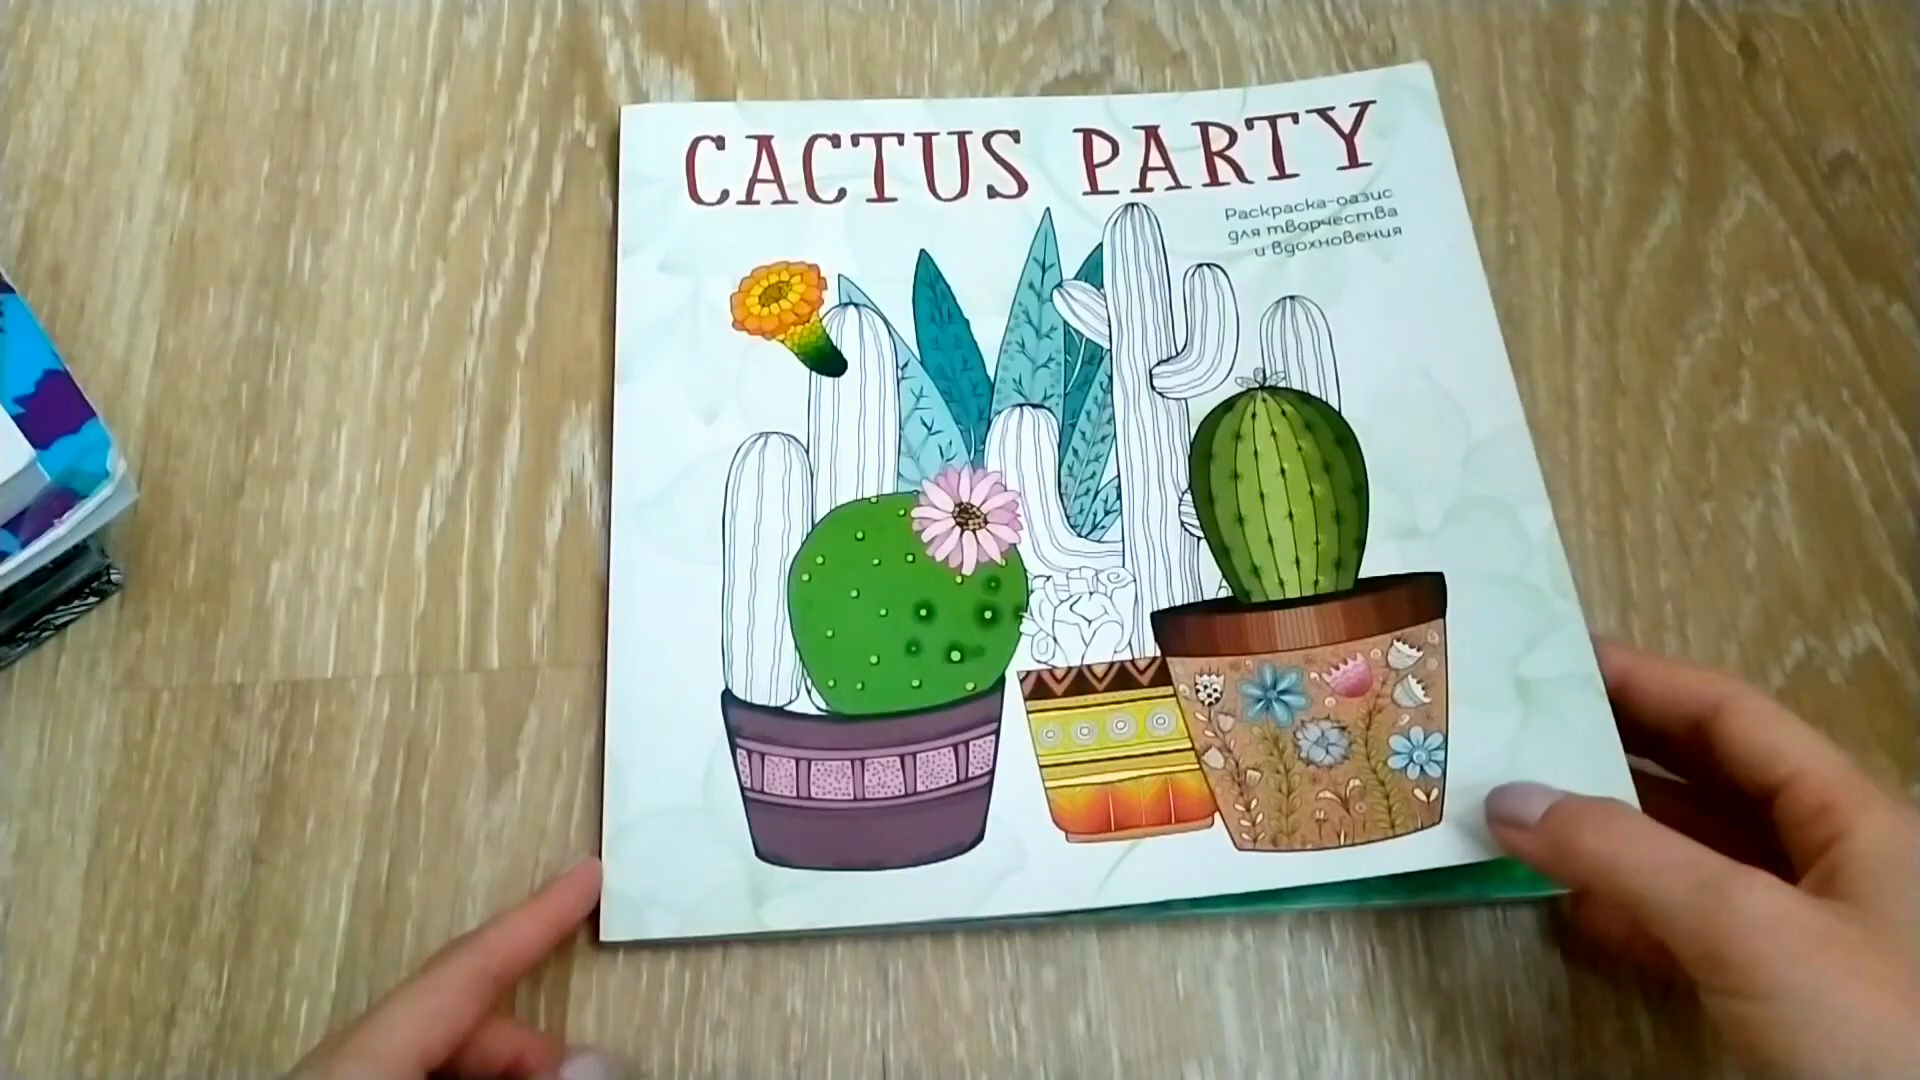 CACTUS PARTY
Раскраска-оазис
для творчества
и вдохновения